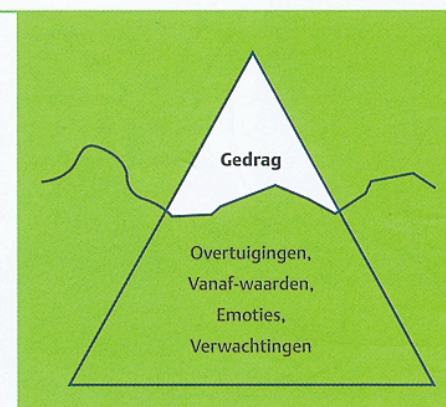 Gedrag
Overtuigingen,
Vanaf-waarden,
Emoties,
Verwachtingen